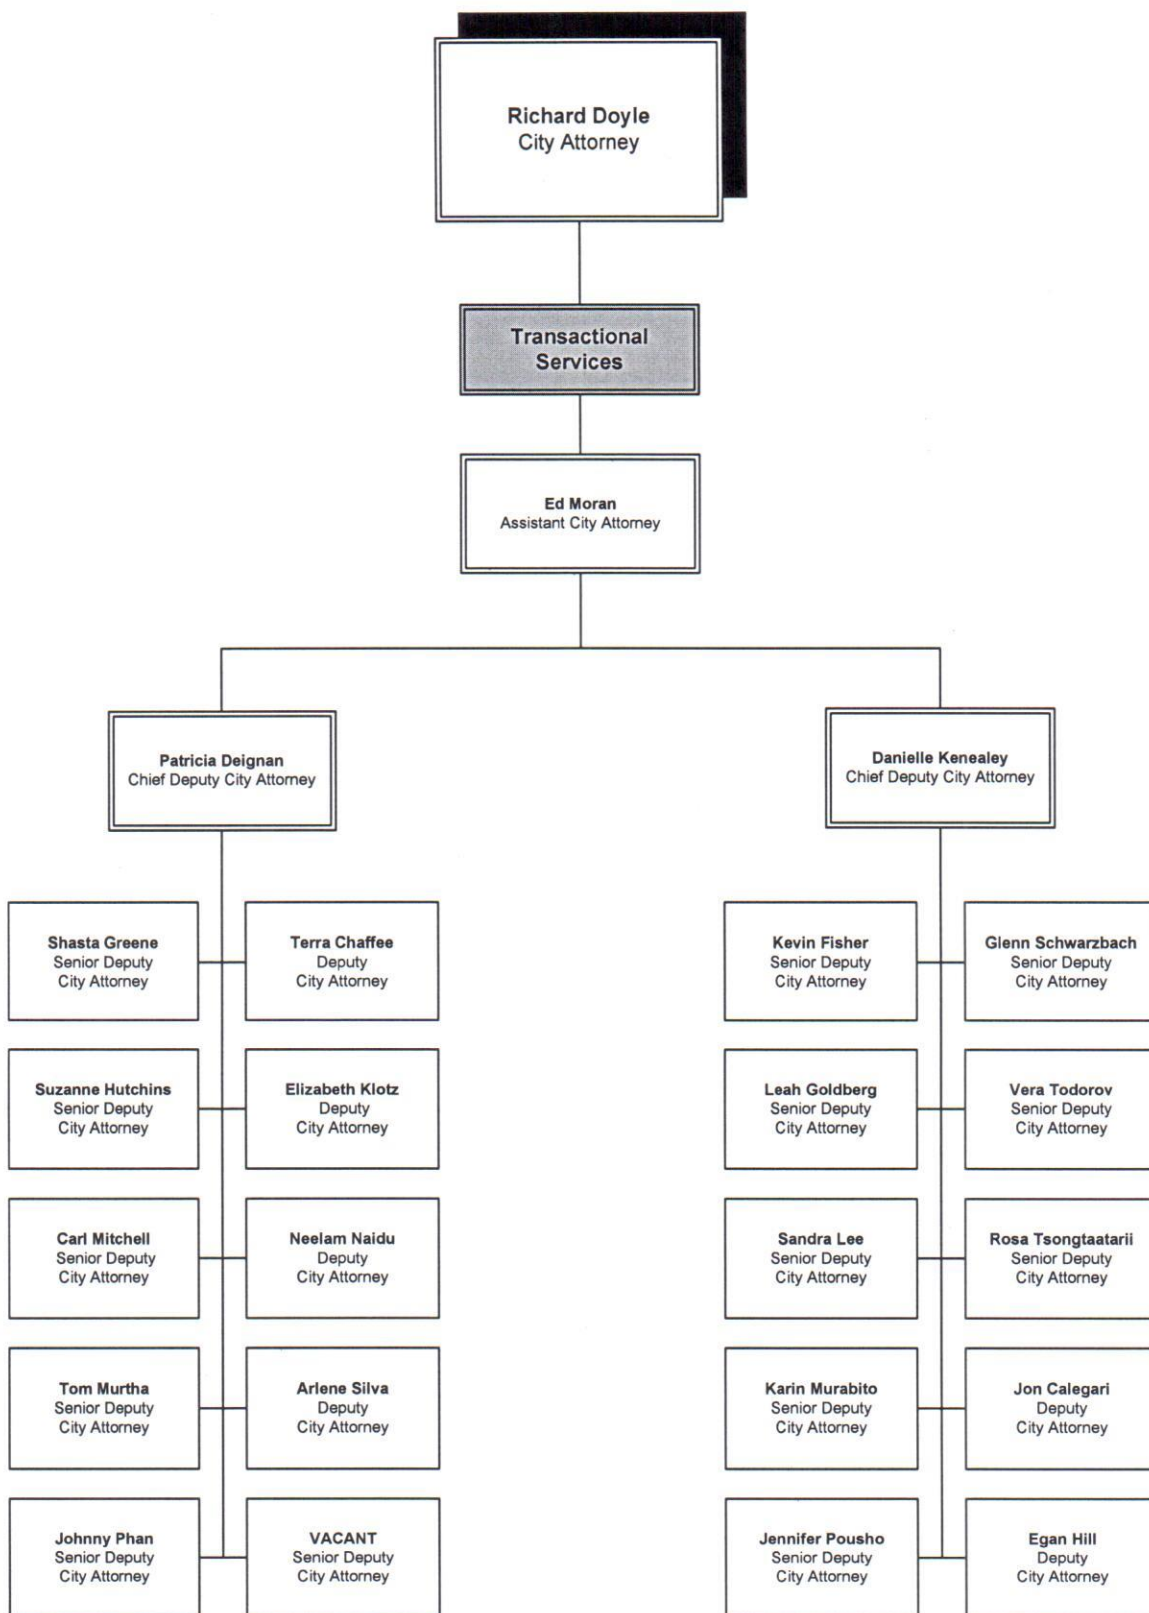 Richard Doyle
City Attorney
Transactional
Services
Ed Moran
Assistant City Attorney
Patricia Deignan
Chief Deputy City Attorney
Danielle Kenealey
Chief Deputy City Attorney
Shasta Greene
Senior Deputy
City Attorney
Terra Chaffee
Deputy
City Attorney
Kevin Fisher
Senior Deputy
City Attorney
Glenn Schwarzbach
Senior Deputy
City Attorney
Suzanne Hutchins
Senior Deputy
City Attorney
Elizabeth Klotz
Deputy
City Attorney
Leah Goldberg
Senior Deputy
City Attorney
Vera Todorov
Senior Deputy
City Attorney
Carl Mitchell
Senior Deputy
City Attorney
Neelam Naidu
Deputy
City Attorney
Sandra Lee
Senior Deputy
City Attorney
Rosa Tsongtaatarii
Senior Deputy
City Attorney
Tom Murtha
Senior Deputy
City Attorney
Arlene Silva
Deputy
City Attorney
Karin Murabito
Senior Deputy
City Attorney
Jon Calegari
Deputy
City Attorney
Johnny Phan
Senior Deputy
City Attorney
VACANT
Senior Deputy
City Attorney
Jennifer Pousho
Senior Deputy
City Attorney
Egan Hill
Deputy
City Attorney